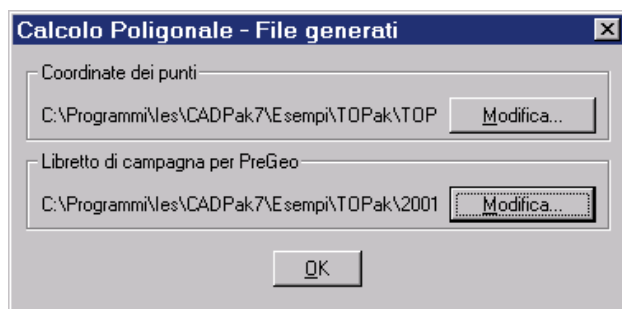 Calcolo Poligonale - File generati
Coordinate dei punti
C:\Programmi\Ies\CADPak7\Esempi\TOPak\TOP Modifica...
Libretto di campagna per PreGeo
C:\Programmi\Ies\CADPak7\Esempi\TOPak\2001 Modifica...
OK